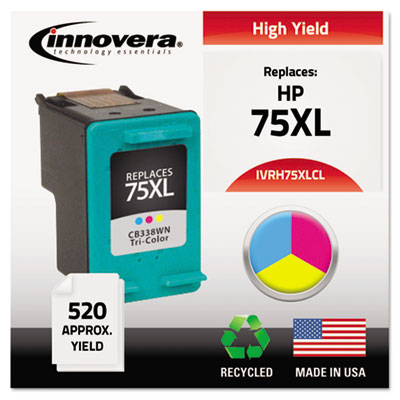 innovera
technology essentials
High Yield
Replaces:
HP
75XL
IVRH75XLCL
REPLACES
75XL
CB338WN
Tri-Color
520
APPROX.
YIELD
RECYCLED
MADE IN USA